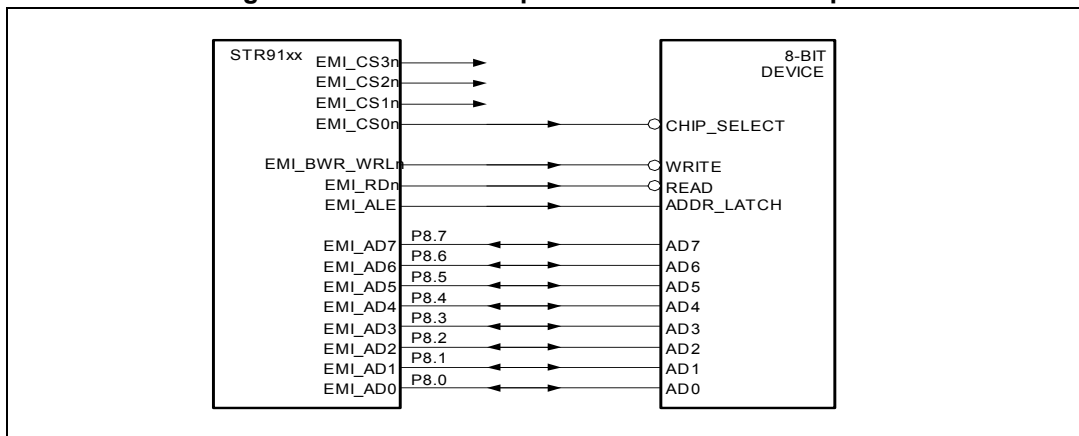 STR91xx
EMI_CS3n
EMI_CS2n
EMI_CS1n
EMI_CS0n
EMI_BWR_WRLn
EMI_RDn
EMI_ALE
EMI_AD7
EMI_AD6
EMI_AD5
EMI_AD4
EMI_AD3
EMI_AD2
EMI_AD1
EMI_AD0
P8.7
P8.6
P8.5
P8.4
P8.3
P8.2
P8.1
P8.0
8-BIT
DEVICE
CHIP_SELECT
WRITE
READ
ADDR_LATCH
AD7
AD6
AD5
AD4
AD3
AD2
AD1
AD0